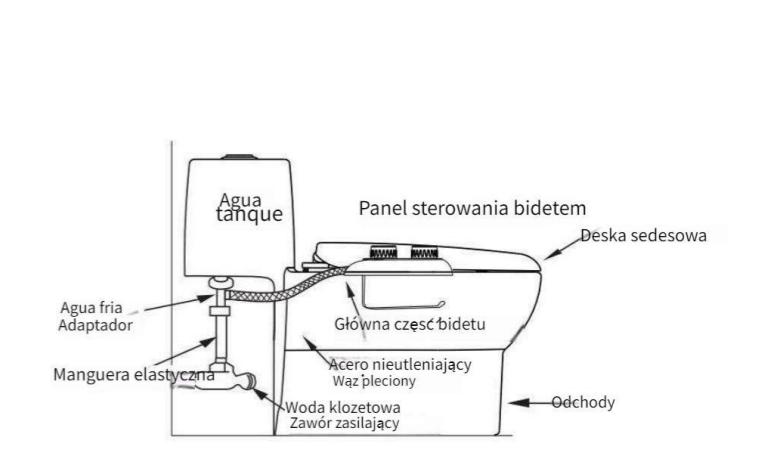 Agua
tanque
Panel sterowania bidetem
Deska sedesowa
Agua fria
Adaptador
Główna część bidetu
Manguera elastyczna
Acero nieutleniający
Wąż pleciony
Woda klozetowa
Zawór zasilający
Odchody